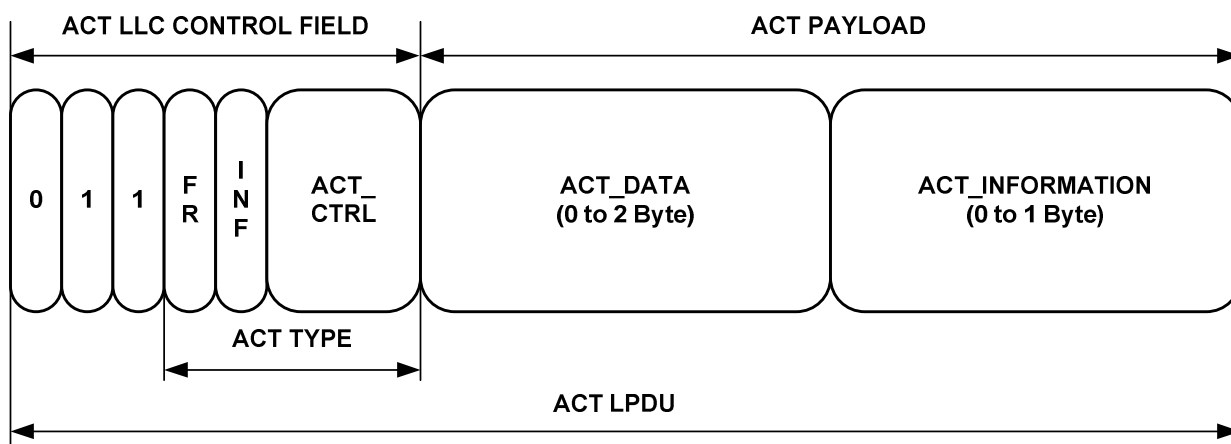 ACT LLC CONTROL FIELD
ACT PAYLOAD
0
1
1
F
R
I
N
F
ACT_
CTRL
ACT_DATA
(0 to 2 Byte)
ACT_INFORMATION
(0 to 1 Byte)
ACT TYPE
ACT LPDU